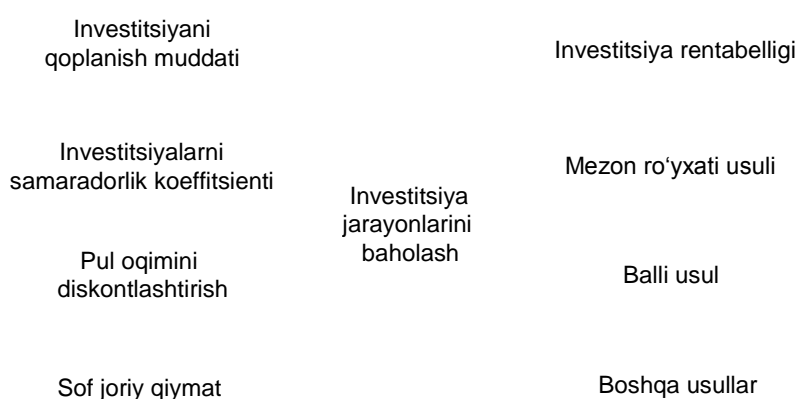 Investitsiyani
qoplanish muddati
Investitsiyalarni
samaradorlik koeffitsienti
Pul oqimini
diskontlashtirish
Sof joriy qiymat
Investitsiya
jarayonlarini
baholash
Investitsiya rentabelligi
Mezon ro‘yxati usuli
Balli usul
Boshqa usullar